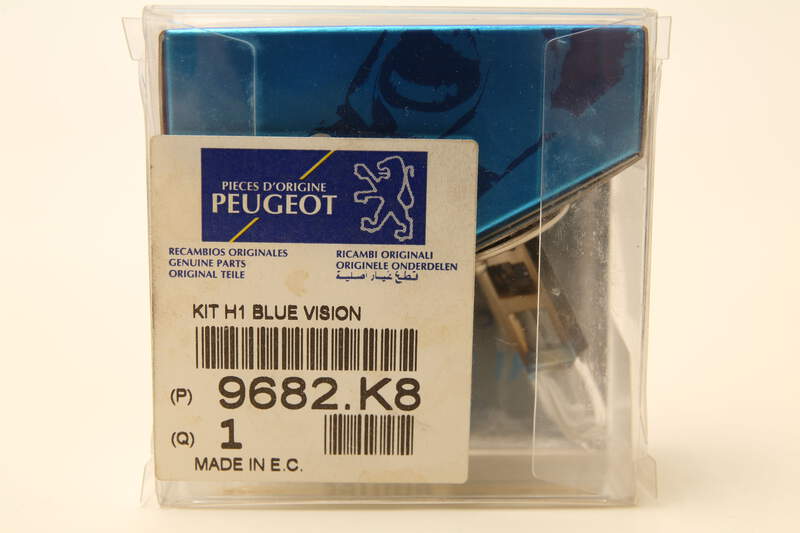 PIECES D'ORIGINE
PEUGEOT
RECAMBIOS ORIGINALES
GENUINE PARTS
ORIGINAL TEILE
RICAMBI ORIGINALI
ORIGINELE ONDERDELEN
قطع غيار اصلية
KIT H1 BLUE VISION
(P) 9682.K8
(Q) 1
MADE IN E.C.